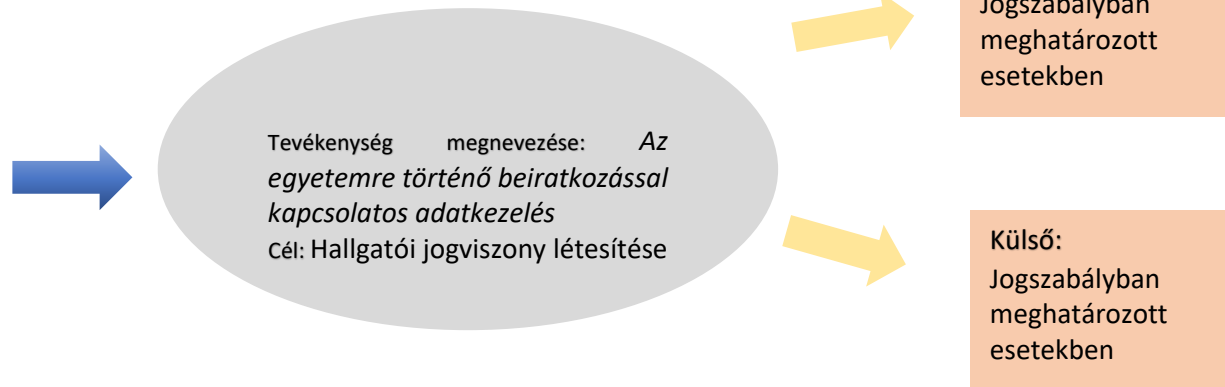 Jogszabályban
meghatározott
esetekben
Tevékenység megnevezése: Az
egyetemre történő beiratkozással
kapcsolatos adatkezelés
Cél: Hallgatói jogviszony létesítése
Külső:
Jogszabályban
meghatározott
esetekben